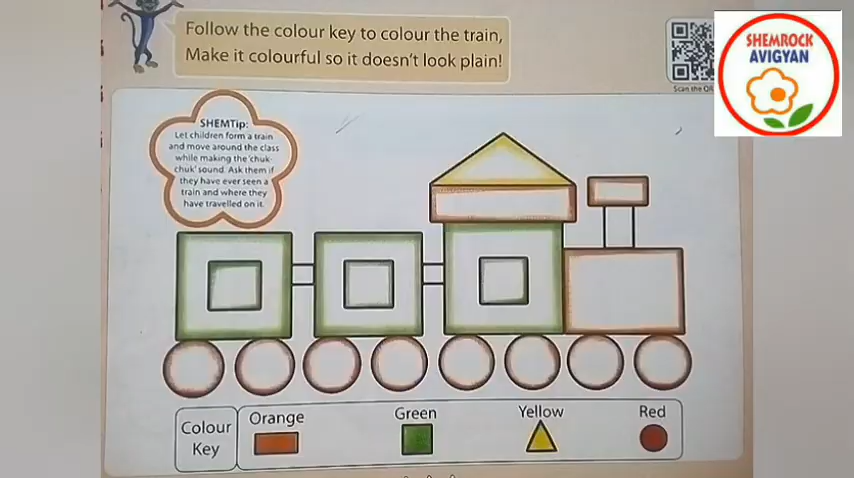 Follow the colour key to colour the train,
Make it colourful so it doesn't look plain!
SHEMROCK
AVIGYAN
SHEMTip:
Let children form a train
and move around the class
while making the 'chuk-
chuk' sound. Ask them if
they have ever seen a
train and where they
have travelled on it.
Colour
Key
Orange
Green
Yellow
Red